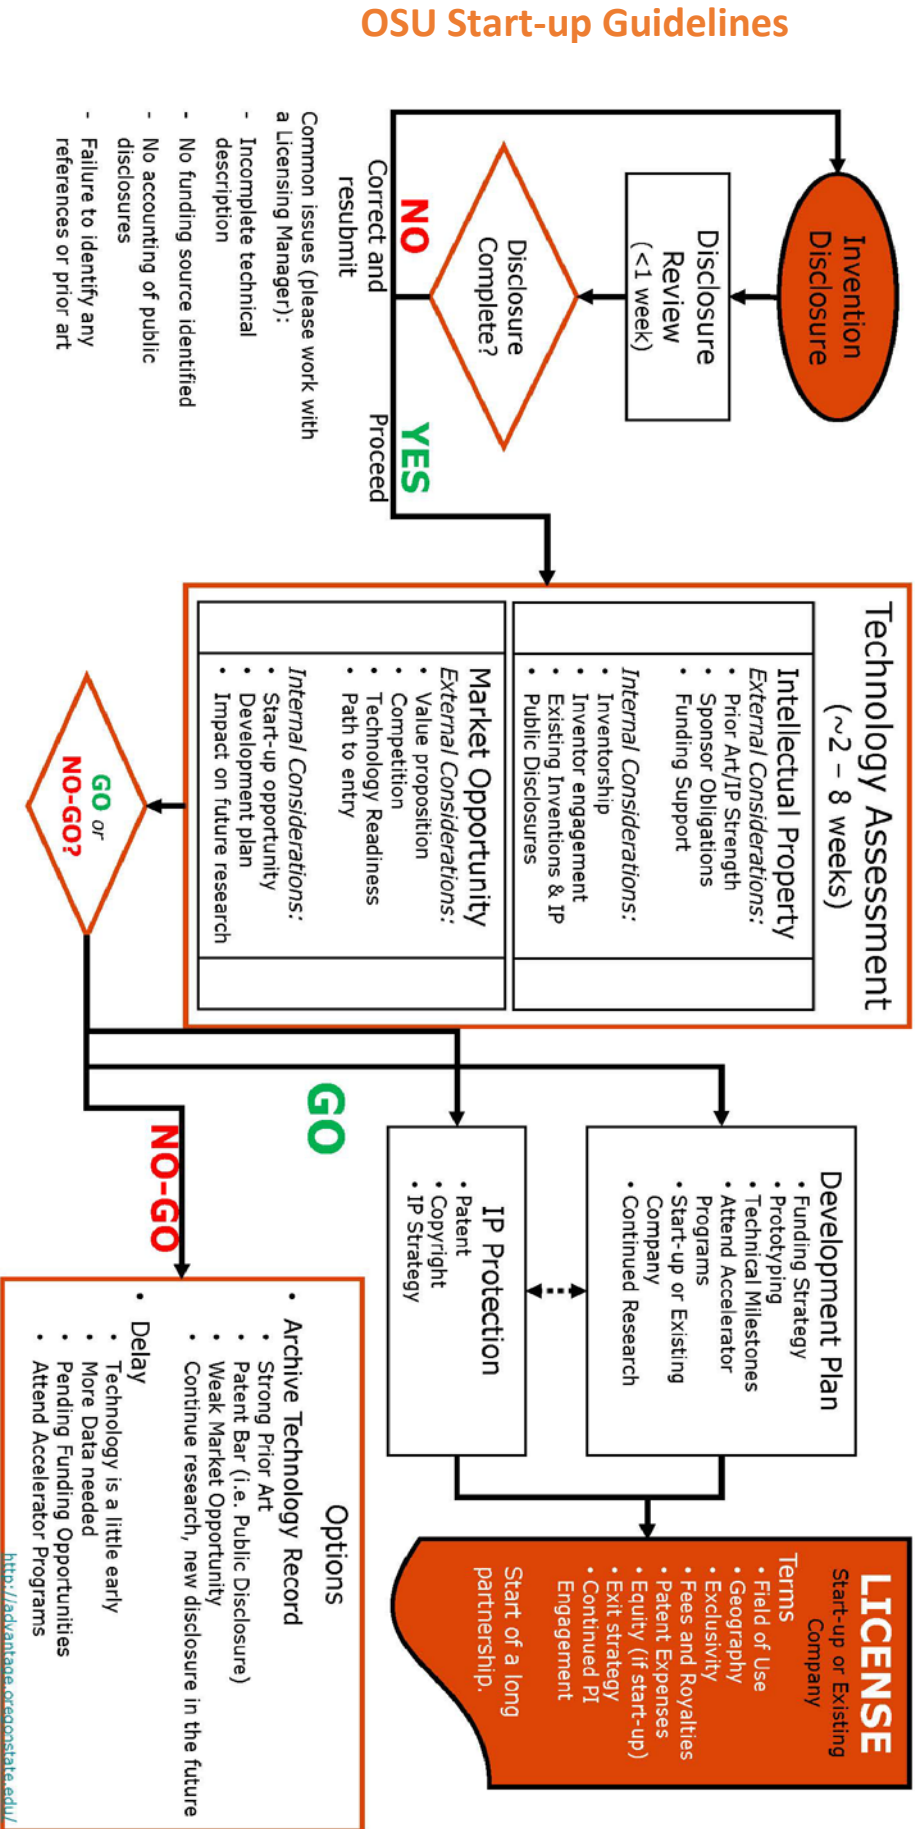 OSU Start-up Guidelines
Invention
Disclosure
Disclosure
Review
(<1 week)
Disclosure
Complete?
NO
Correct and
resubmit
YES
Proceed
Common issues (please work with
a Licensing Manager):
- Incomplete technical
description
- No funding source identified
- No accounting of public
disclosures
- Failure to identify any
references or prior art
Technology Assessment
(~2 – 8 weeks)
Intellectual Property
External Considerations:
• Prior Art/IP Strength
• Sponsor Obligations
• Funding Support
Internal Considerations:
• Inventorship
• Inventor engagement
• Existing Inventions & IP
• Public Disclosures
Market Opportunity
External Considerations:
• Value proposition
• Competition
• Technology Readiness
• Path to entry
Internal Considerations:
• Start-up opportunity
• Development plan
• Impact on future research
GO or
NO-GO?
GO
NO-GO
Development Plan
• Funding Strategy
• Prototyping
• Technical Milestones
• Attend Accelerator
Programs
• Start-up or Existing
Company
• Continued Research
IP Protection
• Patent
• Copyright
• IP Strategy
LICENSE
Start-up or Existing
Company
Terms
• Field of Use
• Geography
• Exclusivity
• Fees and Royalties
• Patent Expenses
• Equity (if start-up)
• Exit strategy
• Continued PI
Engagement
Start of a long
partnership.
Options
• Archive Technology Record
• Strong Prior Art
• Patent Bar (i.e. Public Disclosure)
• Weak Market Opportunity
• Continue research, new disclosure in the future
• Delay
• Technology is a little early
• More Data needed
• Pending Funding Opportunities
• Attend Accelerator Programs
http://advantage.oregonstate.edu/